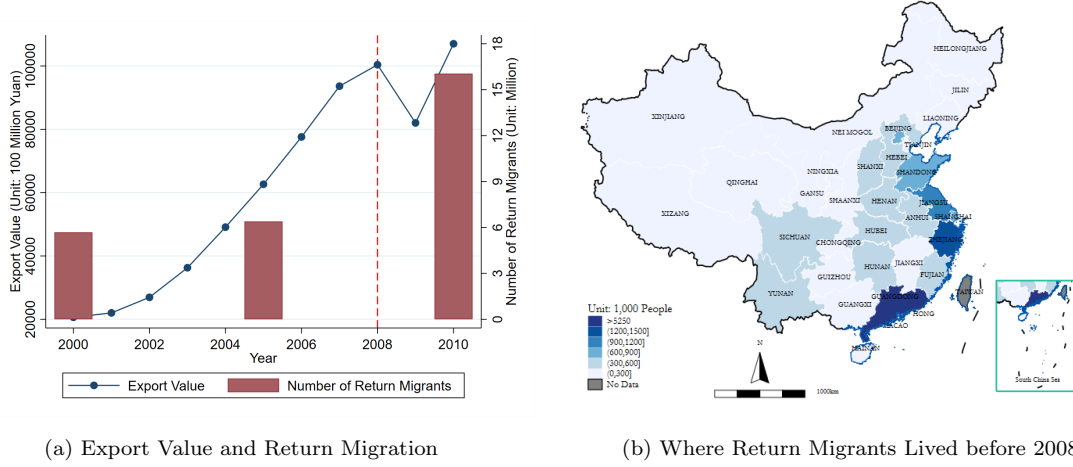 Export Value (Unit: 100 Million Yuan)
100000
80000
60000
40000
20000
18
15
12
9
6
3
0
Number of Return Migrants (Unit: Million)
2000 2002 2004 2006 2008 2010
Year
Export Value Number of Return Migrants
(a) Export Value and Return Migration
HEILONGJIANG
JILIN
LIAONING
XINJIANG
NEI MOGOL
BEIJING
TIANJIN
HEBEI
SHANXI
SHANDONG
NINGXIA
QINGHAI
GANSU
SHAANXI
HENAN
JIANGSU
XIZANG
ANHUI
SHANGHAI
HUBEI
SICHUAN
CHONGQING
ZHEJIANG
JIANGXI
HUNAN
GUIZHOU
FUJIAN
YUNAN
GUANGXI
GUANGDONG
TAIWAN
HONG
MACAO
HAINAN
Unit: 1,000 People
>5250
(1200,1500]
(900,1200]
(600,900]
(300,600]
(0,300]
No Data
N
1000km
South China Sea
(b) Where Return Migrants Lived before 2008